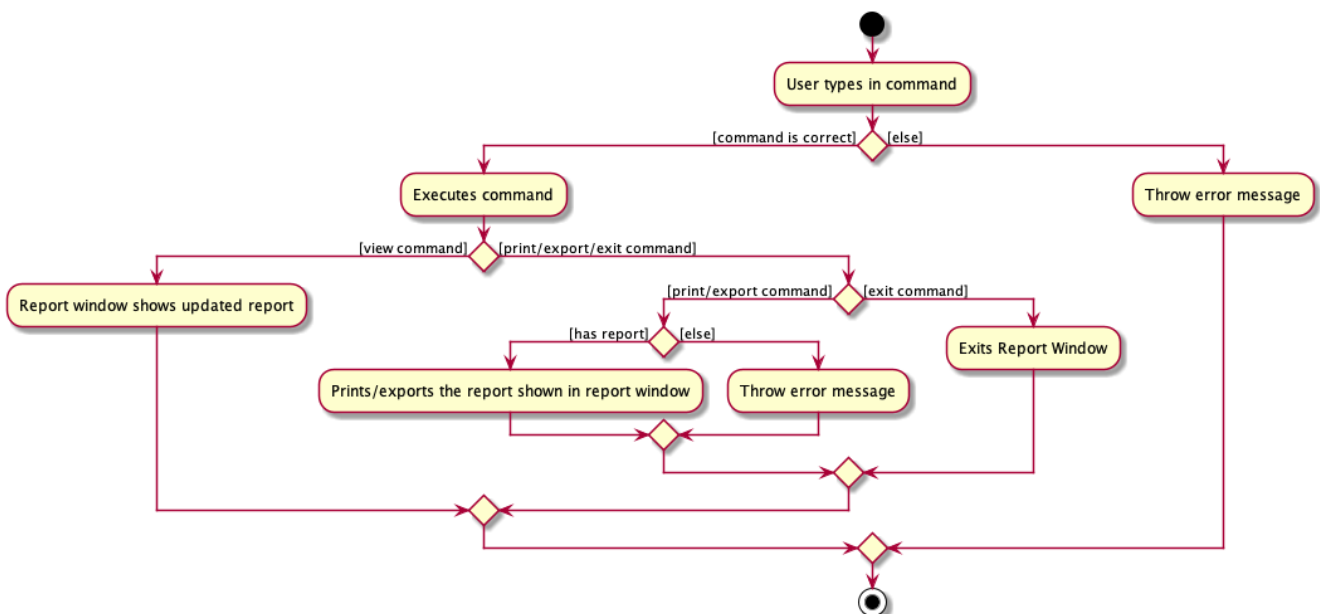 User types in command
[command is correct]
[else]
Executes command
Throw error message
[view command]
[print/export/exit command]
Report window shows updated report
[print/export command]
[exit command]
[has report]
[else]
Exits Report Window
Prints/exports the report shown in report window
Throw error message